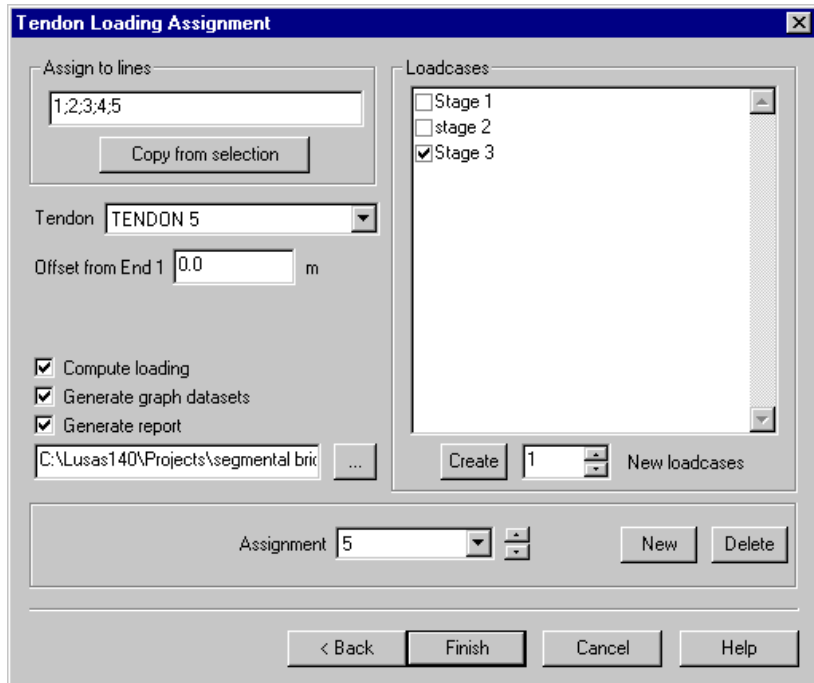 Tendon Loading Assignment
Assign to lines
1;2;3;4;5
Copy from selection
Tendon TENDON 5
Offset from End 1 0.0 m
Compute loading
Generate graph datasets
Generate report
C:\Lusas140\Projects\segmental bric
...
Loadcases
Stage 1
stage 2
Stage 3
Create 1 New loadcases
Assignment 5 New Delete
< Back Finish Cancel Help